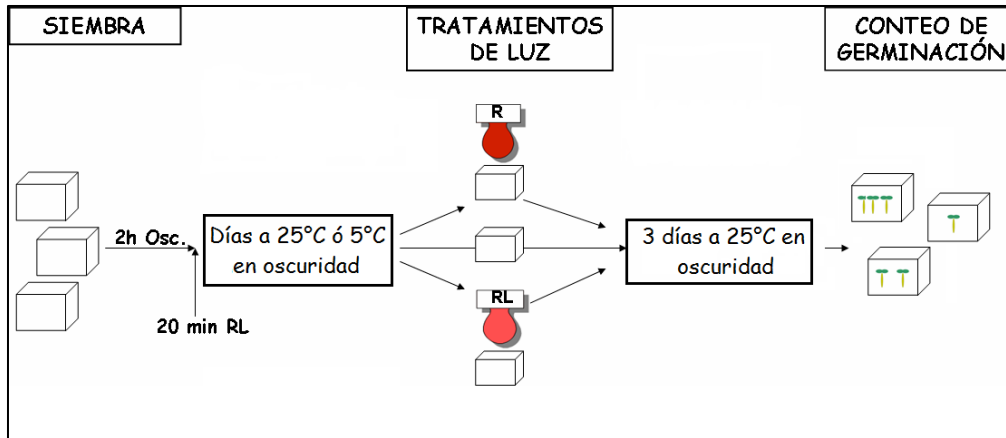 SIEMBRA
TRATAMIENTOS
DE LUZ
CONTEO DE
GERMINACIÓN
R
2h Osc.
20 min RL
Días a 25°C ó 5°C
en oscuridad
RL
3 días a 25°C en
oscuridad